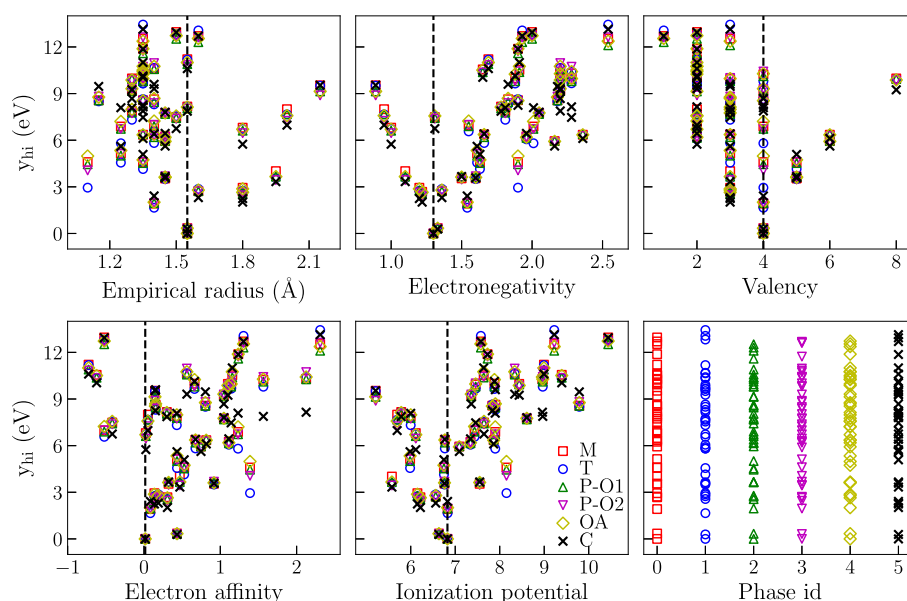 y_hi (eV)
12
9
6
3
0
1.2 1.5 1.8 2.1
Empirical radius (Å)
1.0 1.5 2.0 2.5
Electronegativity
2 4 6 8
Valency
y_hi (eV)
12
9
6
3
0
−1 0 1 2
Electron affinity
M
T
P-O1
P-O2
OA
C
6 7 8 9 10
Ionization potential
0 1 2 3 4 5
Phase id